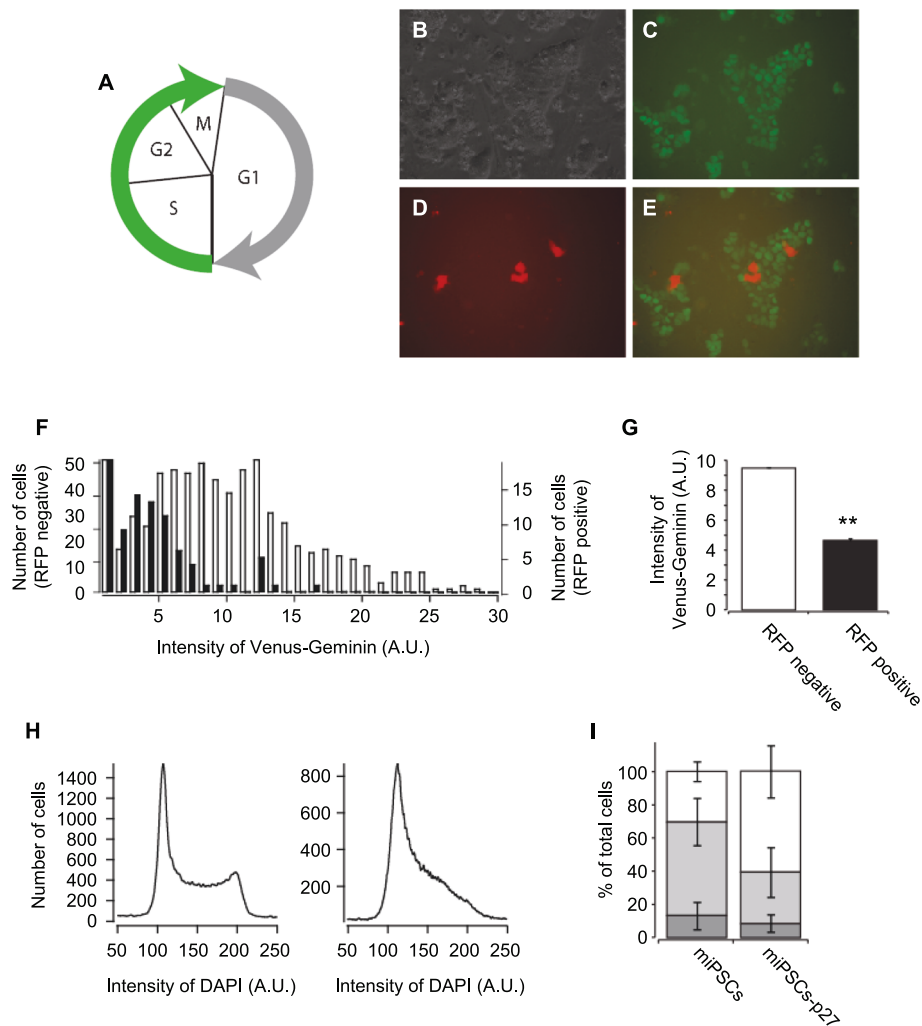 A
M
G2
G1
S
B
C
D
E
F
Number of cells
(RFP negative)
50
40
30
20
10
0
5
10
15
20
25
30
15
10
5
0
Number of cells
(RFP positive)
Intensity of Venus-Geminin (A.U.)
G
Intensity of
Venus-Geminin (A.U.)
10
8
6
4
2
0
**
RFP negative
RFP positive
H
Number of cells
1400
1200
1000
800
600
400
200
0
50
100
150
200
250
Intensity of DAPI (A.U.)
800
600
400
200
50
100
150
200
250
Intensity of DAPI (A.U.)
I
% of total cells
100
80
60
40
20
0
miPSCs
miPSCs-p27